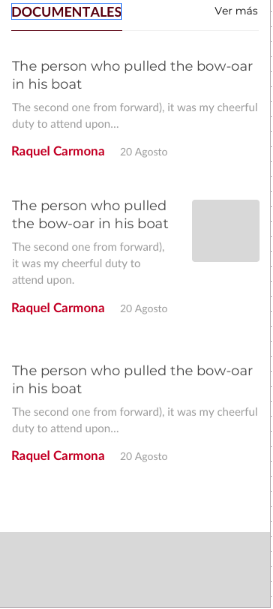 DOCUMENTALES
Ver más
The person who pulled the bow-oar
in his boat
The second one from forward), it was my cheerful
duty to attend upon...
Raquel Carmona 20 Agosto
The person who pulled
the bow-oar in his boat
The second one from forward),
it was my cheerful duty to
attend upon.
Raquel Carmona 20 Agosto
The person who pulled the bow-oar
in his boat
The second one from forward), it was my cheerful
duty to attend upon...
Raquel Carmona 20 Agosto